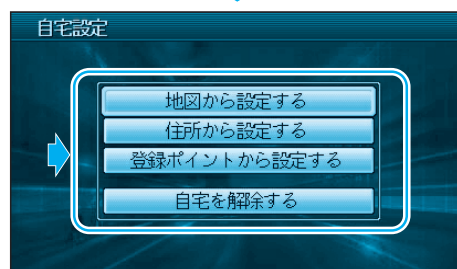 自宅設定
地図から設定する
住所から設定する
登録ポイントから設定する
自宅を解除する